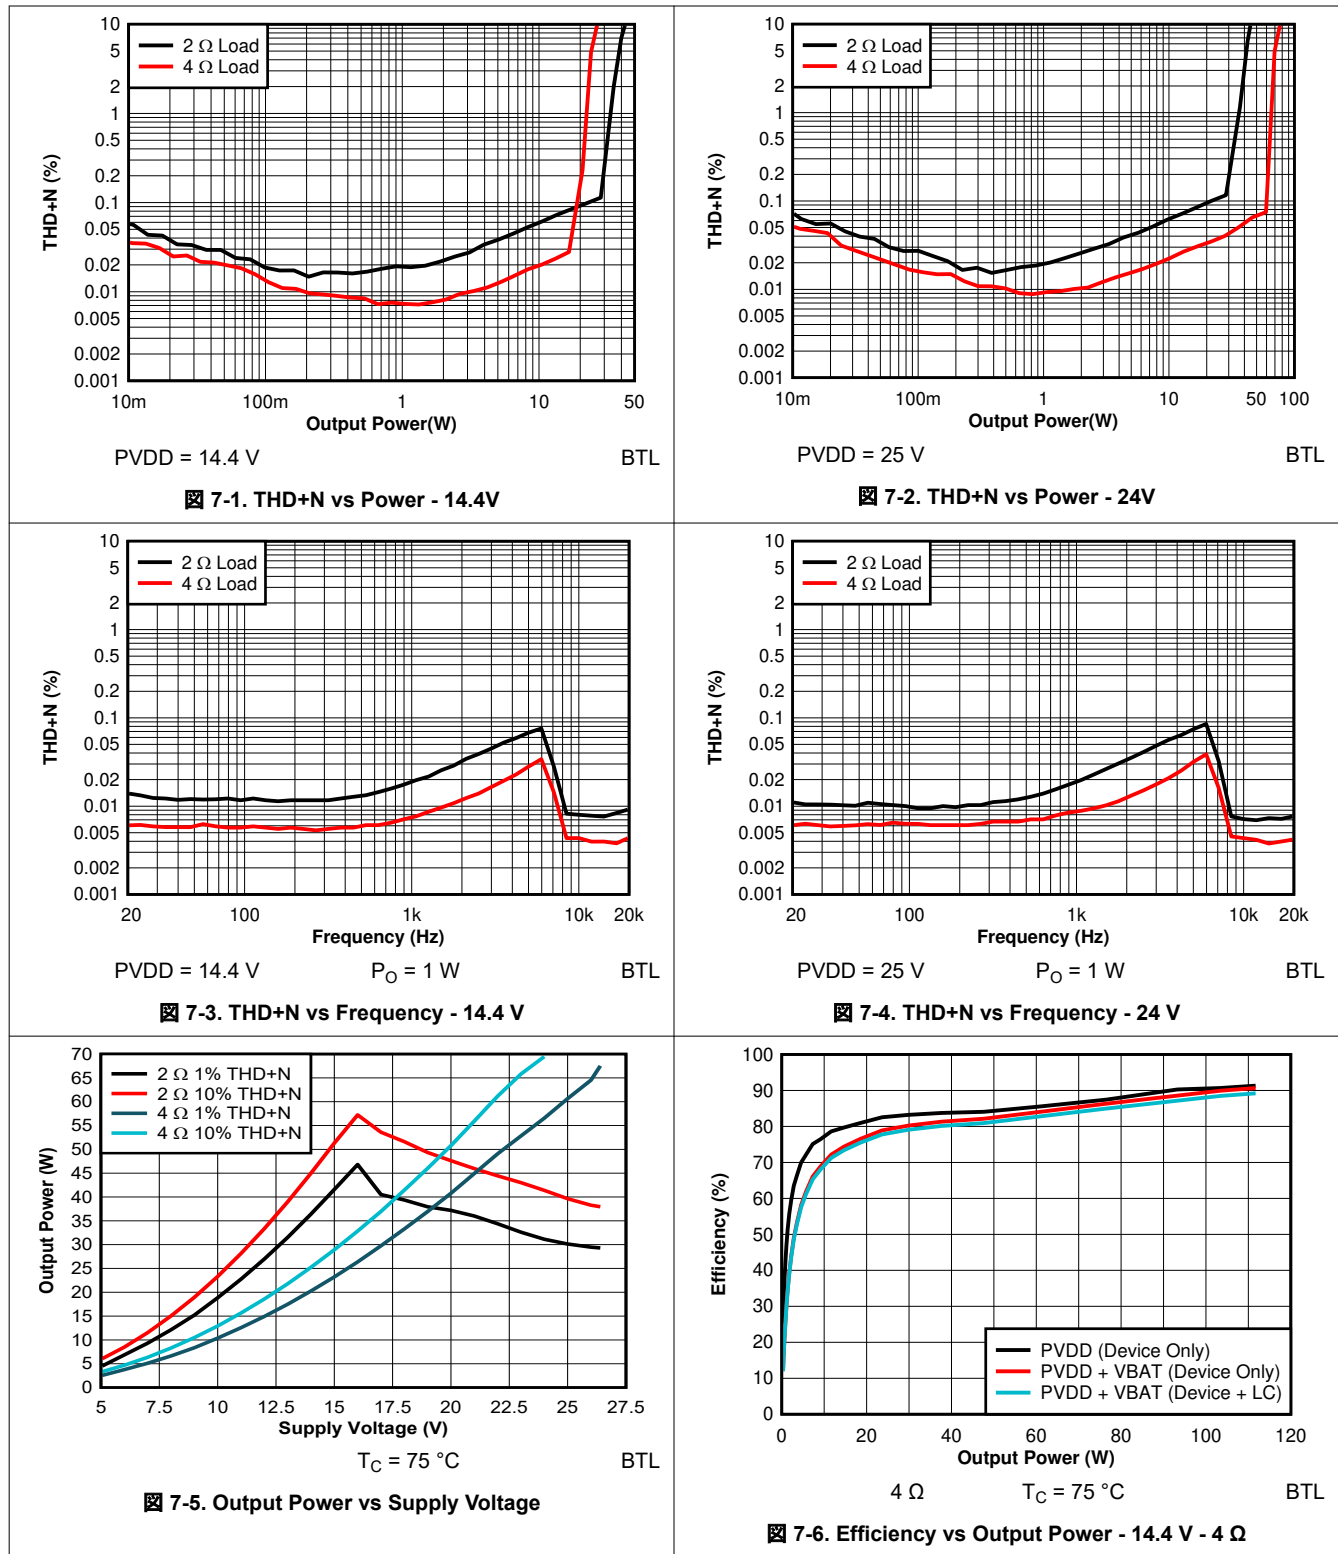 10
5
2
1
0.5
0.2
0.1
0.05
0.02
0.01
0.005
0.002
0.001
THD+N (%)
2 Ω Load
4 Ω Load
10m 100m 1 10 50
Output Power(W)
PVDD = 14.4 V BTL
図 7-1. THD+N vs Power - 14.4V
10
5
2
1
0.5
0.2
0.1
0.05
0.02
0.01
0.005
0.002
0.001
THD+N (%)
2 Ω Load
4 Ω Load
10m 100m 1 10 50 100
Output Power(W)
PVDD = 25 V BTL
図 7-2. THD+N vs Power - 24V
10
5
2
1
0.5
0.2
0.1
0.05
0.02
0.01
0.005
0.002
0.001
THD+N (%)
2 Ω Load
4 Ω Load
20 100 1k 10k 20k
Frequency (Hz)
PVDD = 14.4 V P_O = 1 W BTL
図 7-3. THD+N vs Frequency - 14.4 V
10
5
2
1
0.5
0.2
0.1
0.05
0.02
0.01
0.005
0.002
0.001
THD+N (%)
2 Ω Load
4 Ω Load
20 100 1k 10k 20k
Frequency (Hz)
PVDD = 25 V P_O = 1 W BTL
図 7-4. THD+N vs Frequency - 24 V
70
65
60
55
50
45
40
35
30
25
20
15
10
5
0
Output Power (W)
2 Ω 1% THD+N
2 Ω 10% THD+N
4 Ω 1% THD+N
4 Ω 10% THD+N
5 7.5 10 12.5 15 17.5 20 22.5 25 27.5
Supply Voltage (V)
T_C = 75 °C BTL
図 7-5. Output Power vs Supply Voltage
100
90
80
70
60
50
40
30
20
10
0
Efficiency (%)
PVDD (Device Only)
PVDD + VBAT (Device Only)
PVDD + VBAT (Device + LC)
0 20 40 60 80 100 120
Output Power (W)
4 Ω T_C = 75 °C BTL
図 7-6. Efficiency vs Output Power - 14.4 V - 4 Ω